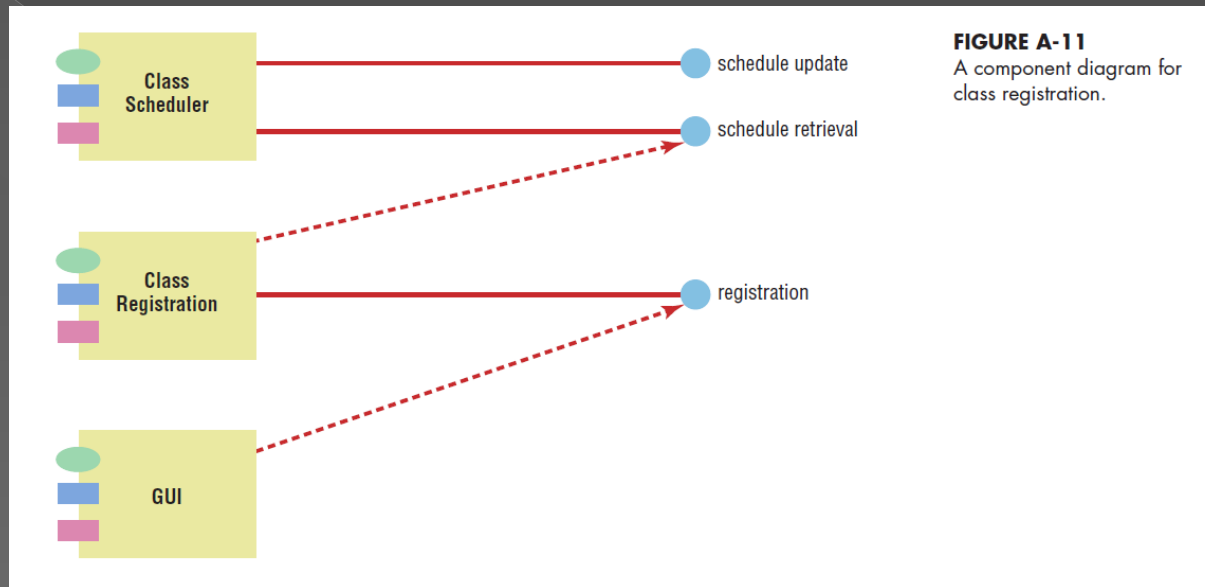 Class
Scheduler
schedule update
schedule retrieval
FIGURE A-11
A component diagram for
class registration.
Class
Registration
registration
GUI